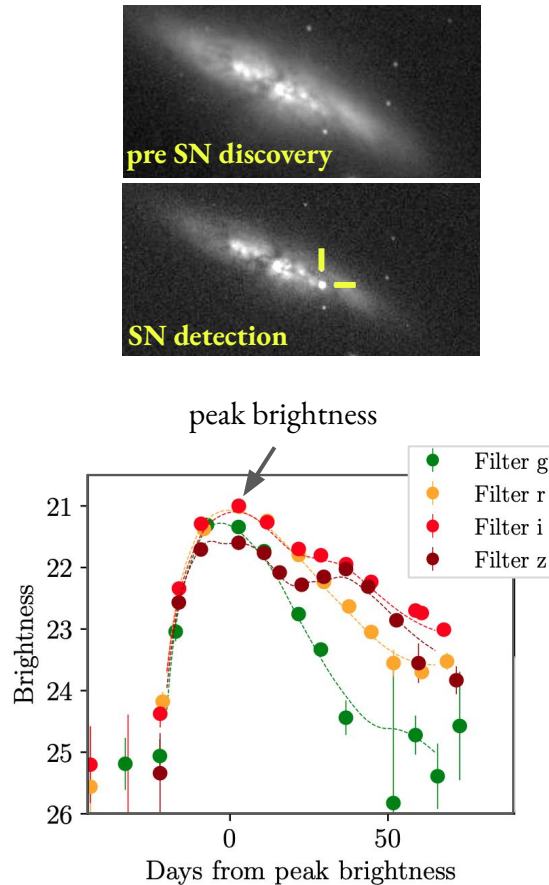 pre SN discovery
SN detection
peak brightness
Filter g
Filter r
Filter i
Filter z
21
22
23
24
25
26
Brightness
0
50
Days from peak brightness